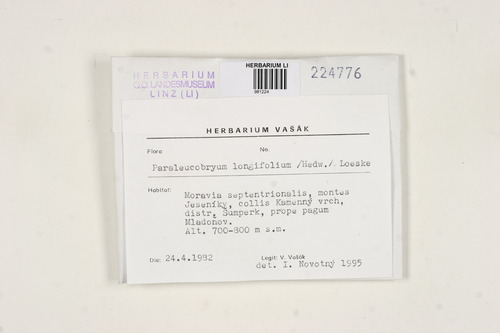 HERBARIUM
O.Ö. LANDESMUSEUM
LINZ (LI)
HERBARIUM LI
981224
224776
HERBARIUM VAŠÁK
Flora No.
Paraleucobryum longifolium /Hedw./ Loeske
Habitat:
Moravia septentrionalis, montes
Jeseníky, collis Kamenný vrch,
distr. Šumperk, prope pagum
Mladoňov.
Alt. 700-800 m s.m.
Die: 24.4.1982
Legit: V. Vašák
det. I. Novotný 1995